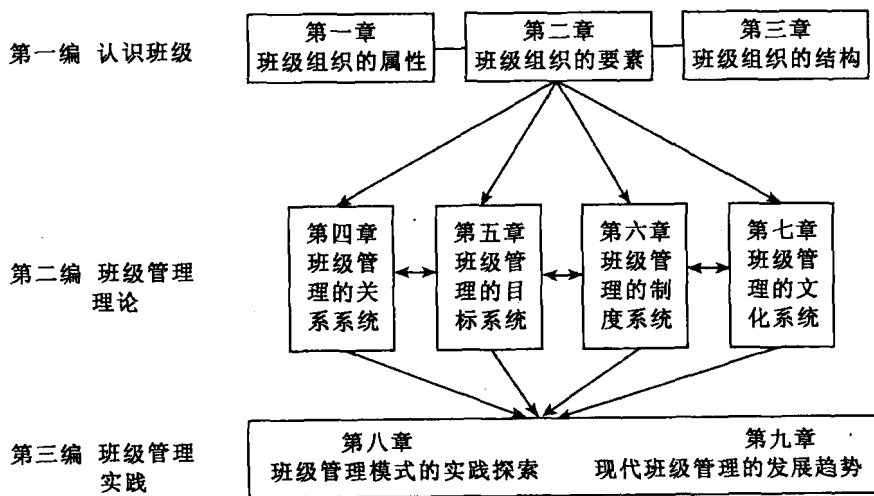 第一编 认识班级
第一章
班级组织的属性
第二章
班级组织的要素
第三章
班级组织的结构
第二编 班级管理
理论
第四章
班级管
理的关
系系统
第五章
班级管
理的目
标系统
第六章
班级管
理的制
度系统
第七章
班级管
理的文
化系统
第三编 班级管理
实践
第八章
班级管理模式的实践探索
第九章
现代班级管理的发展趋势